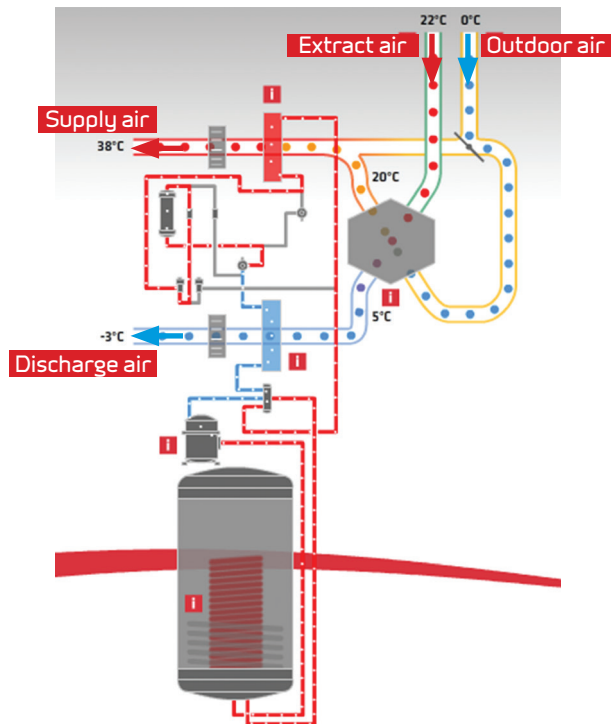 22°C 0°C
Extract air Outdoor air
i
Supply air
38°C
20°C
i
5°C
-3°C
i
Discharge air
i
i